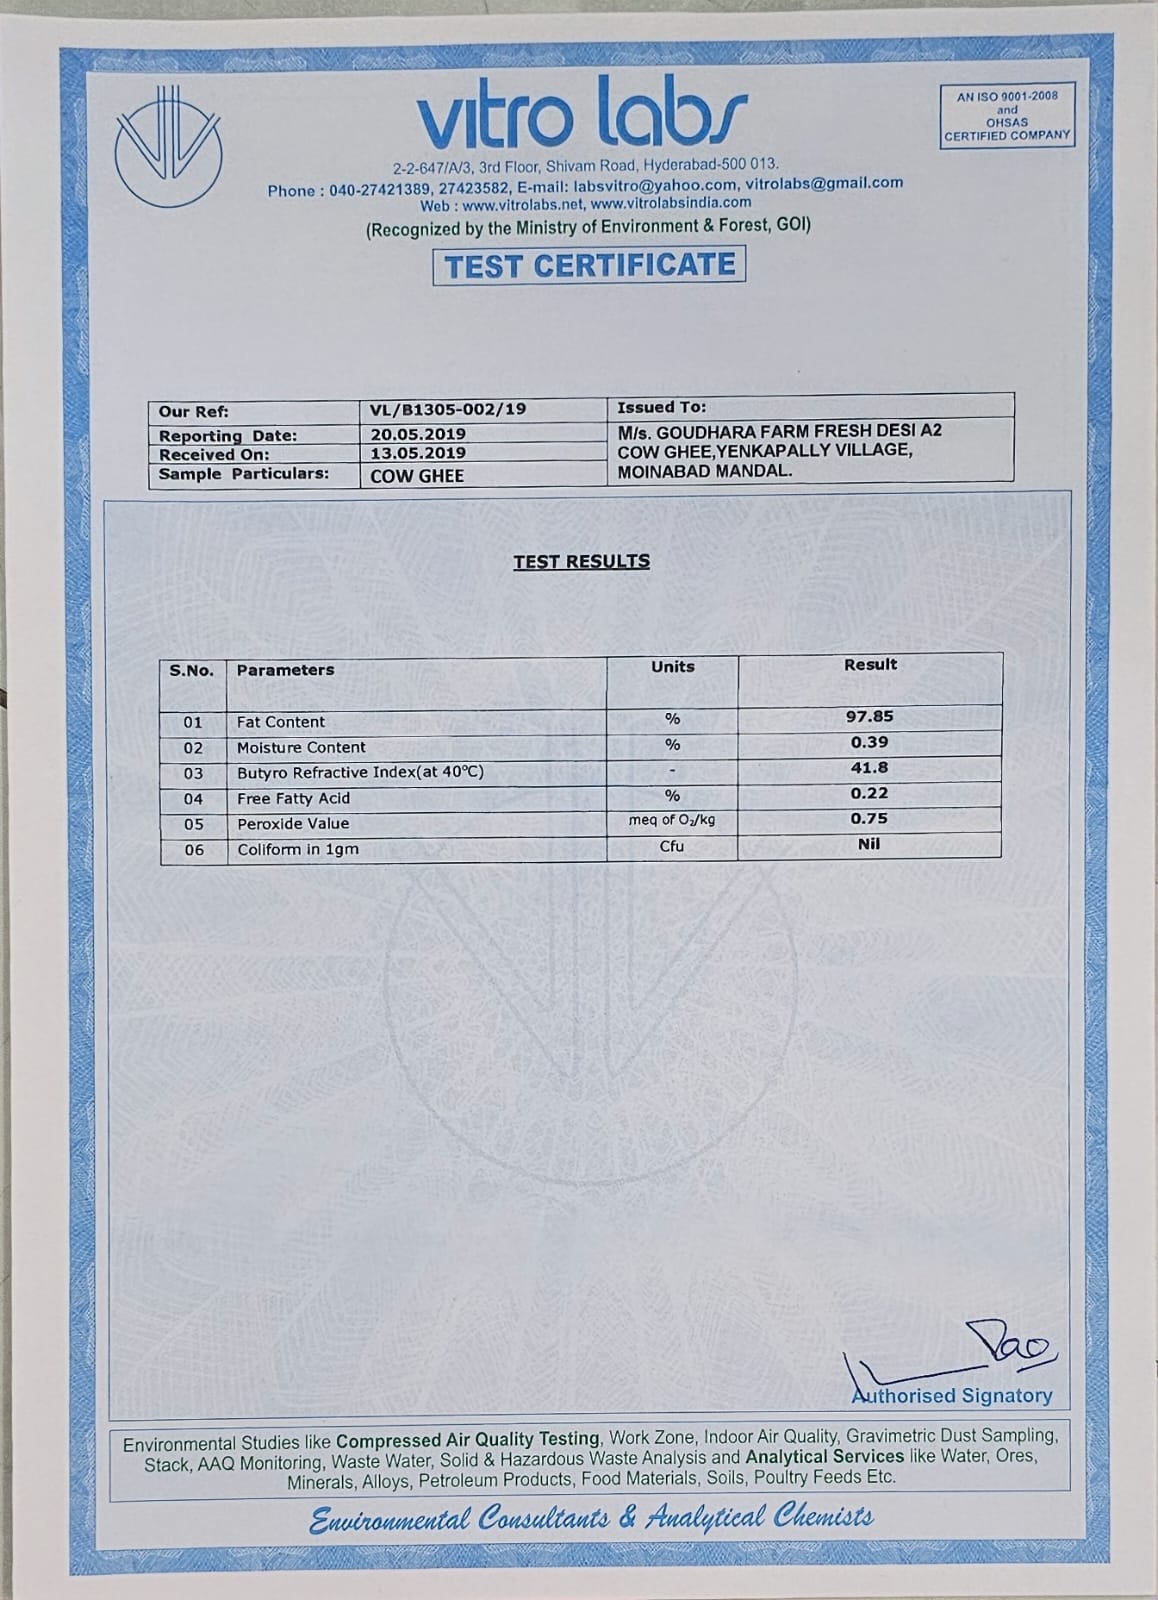 vitro labs
AN ISO 9001-2008
and
OHSAS
CERTIFIED COMPANY
2-2-647/A/3, 3rd Floor, Shivam Road, Hyderabad-500 013.
Phone : 040-27421389, 27423582, E-mail: labsvitro@yahoo.com, vitrolabs@gmail.com
Web : www.vitrolabs.net, www.vitrolabsindia.com
(Recognized by the Ministry of Environment & Forest, GOI)
TEST CERTIFICATE
Our Ref: VL/B1305-002/19 Issued To:
Reporting Date: 20.05.2019 M/s. GOUDHARA FARM FRESH DESI A2
Received On: 13.05.2019 COW GHEE,YENKAPALLY VILLAGE,
Sample Particulars: COW GHEE MOINABAD MANDAL.
TEST RESULTS
S.No. Parameters Units Result
01 Fat Content % 97.85
02 Moisture Content % 0.39
03 Butyro Refractive Index(at 40ºC) - 41.8
04 Free Fatty Acid % 0.22
05 Peroxide Value meq of O₂/kg 0.75
06 Coliform in 1gm Cfu Nil
Rao
Authorised Signatory
Environmental Studies like Compressed Air Quality Testing, Work Zone, Indoor Air Quality, Gravimetric Dust Sampling,
Stack, AAQ Monitoring, Waste Water, Solid & Hazardous Waste Analysis and Analytical Services like Water, Ores,
Minerals, Alloys, Petroleum Products, Food Materials, Soils, Poultry Feeds Etc.
Environmental Consultants & Analytical Chemists